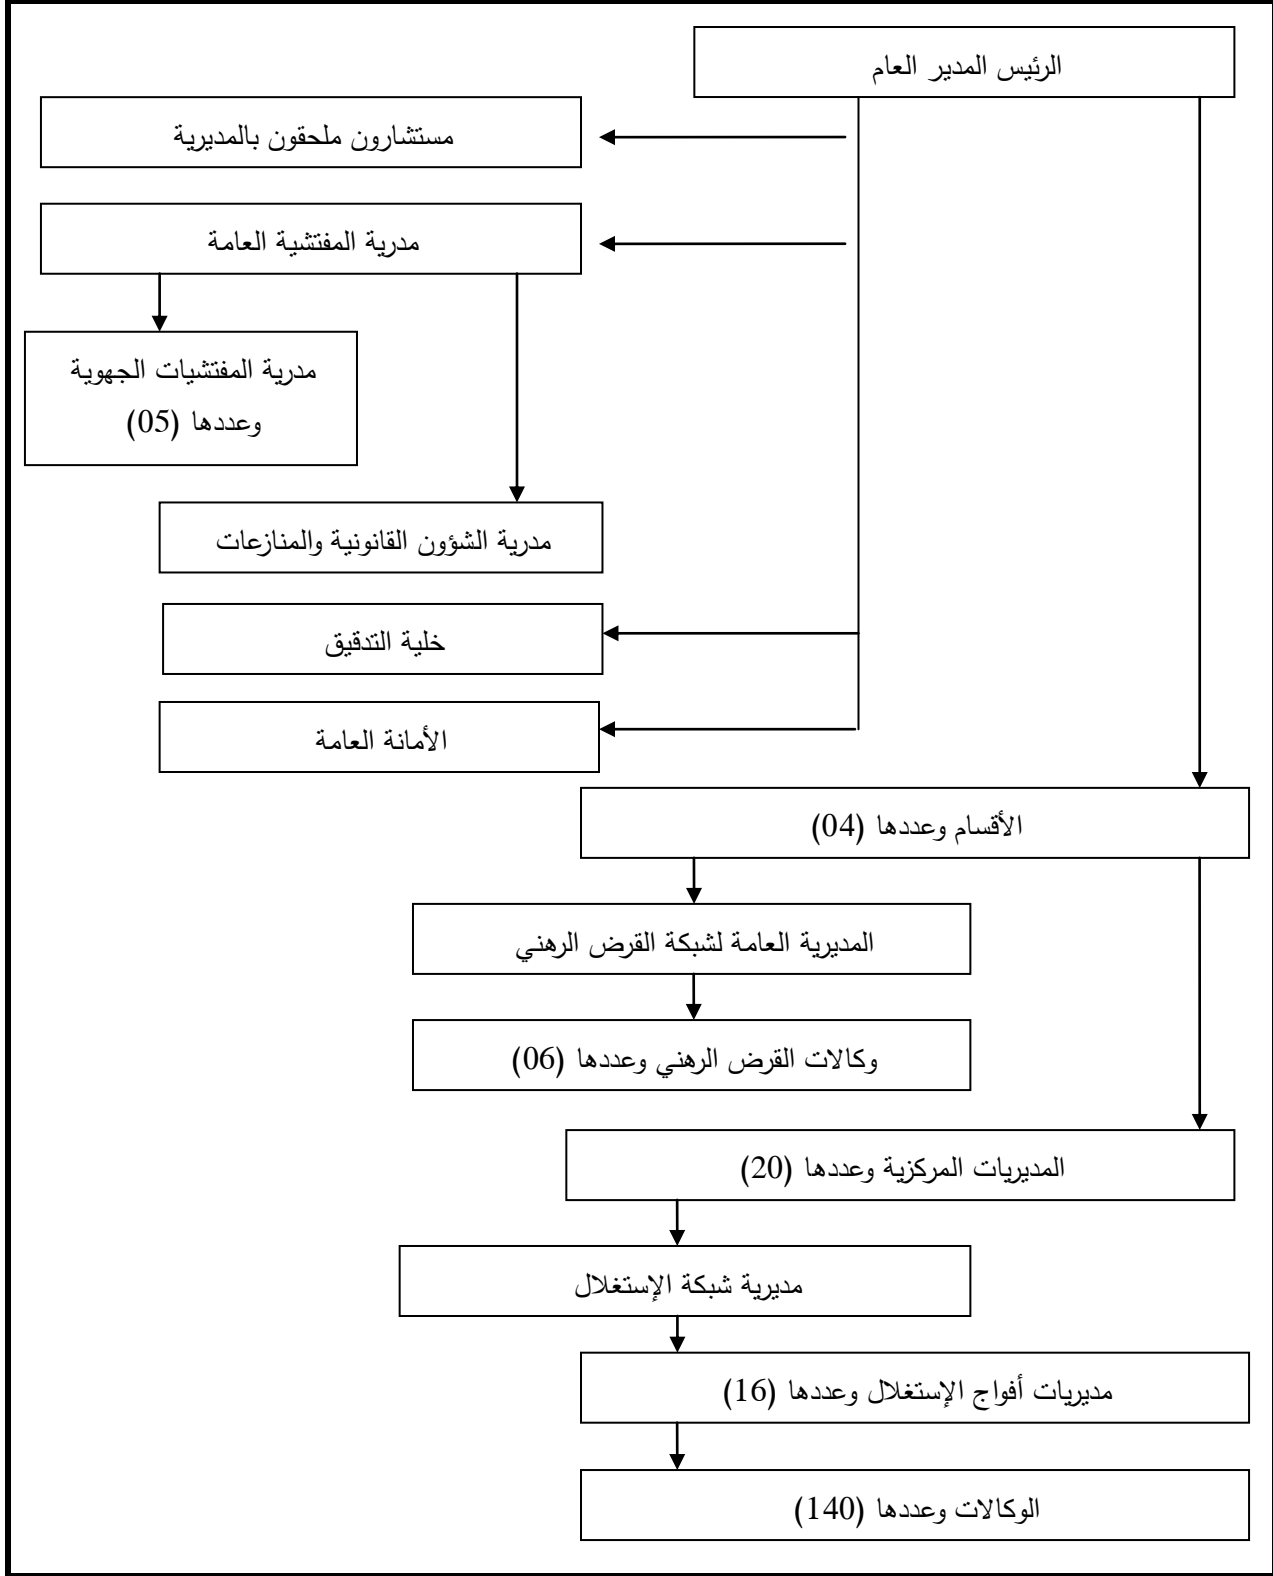 الرئيس المدير العام
مستشارون ملحقون بالمديرية
مدرية المفتشية العامة
مدرية المفتشيات الجهوية
وعددها (05)
مدرية الشؤون القانونية والمنازعات
خلية التدقيق
الأمانة العامة
الأقسام وعددها (04)
المديرية العامة لشبكة القرض الرهني
وكالات القرض الرهني وعددها (06)
المديريات المركزية وعددها (20)
مديرية شبكة الإستغلال
مديريات أفواج الإستغلال وعددها (16)
الوكالات وعددها (140)